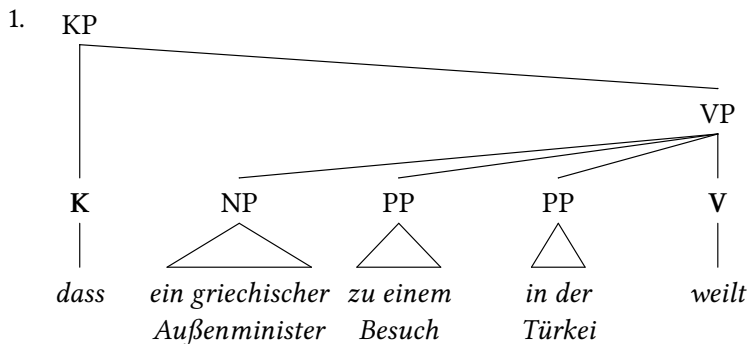 1. KP
VP
K NP PP PP V
dass ein griechischer zu einem in der weilt
Außenminister Besuch Türkei